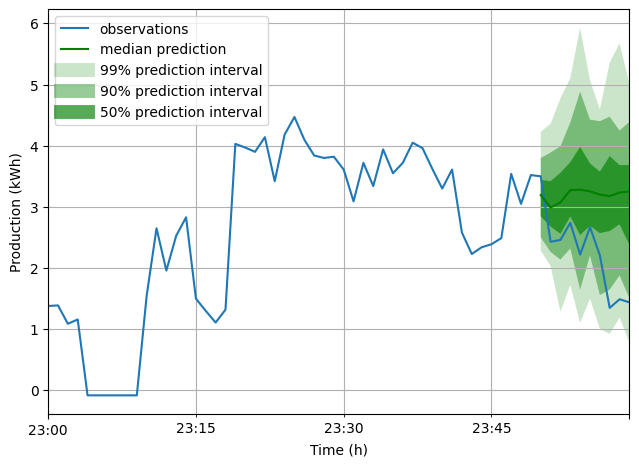 observations
median prediction
99% prediction interval
90% prediction interval
50% prediction interval
Production (kWh)
6
5
4
3
2
1
0
23:00
23:15
23:30
23:45
Time (h)